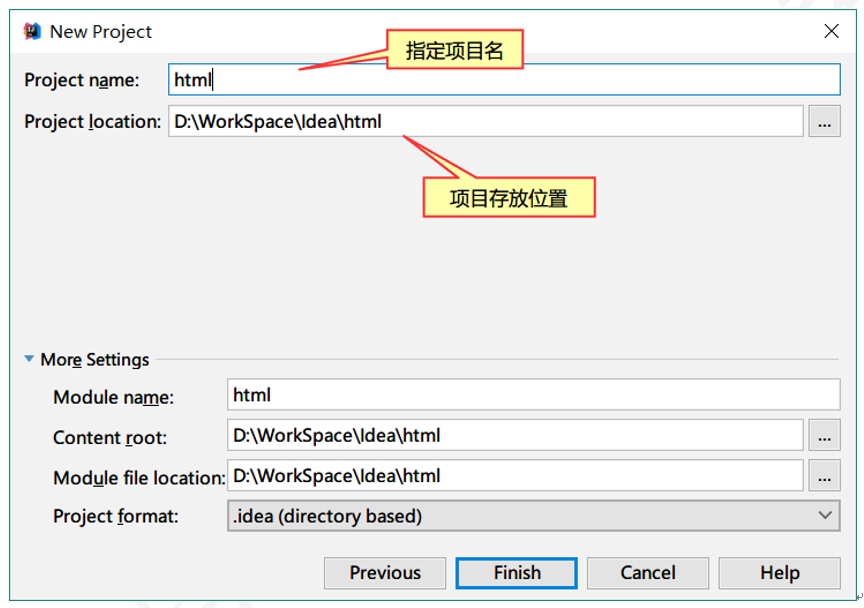 New Project
指定项目名
Project name: html
Project location: D:\WorkSpace\Idea\html ...
项目存放位置
More Settings
Module name: html
Content root: D:\WorkSpace\Idea\html ...
Module file location: D:\WorkSpace\Idea\html ...
Project format: .idea (directory based)
Previous Finish Cancel Help